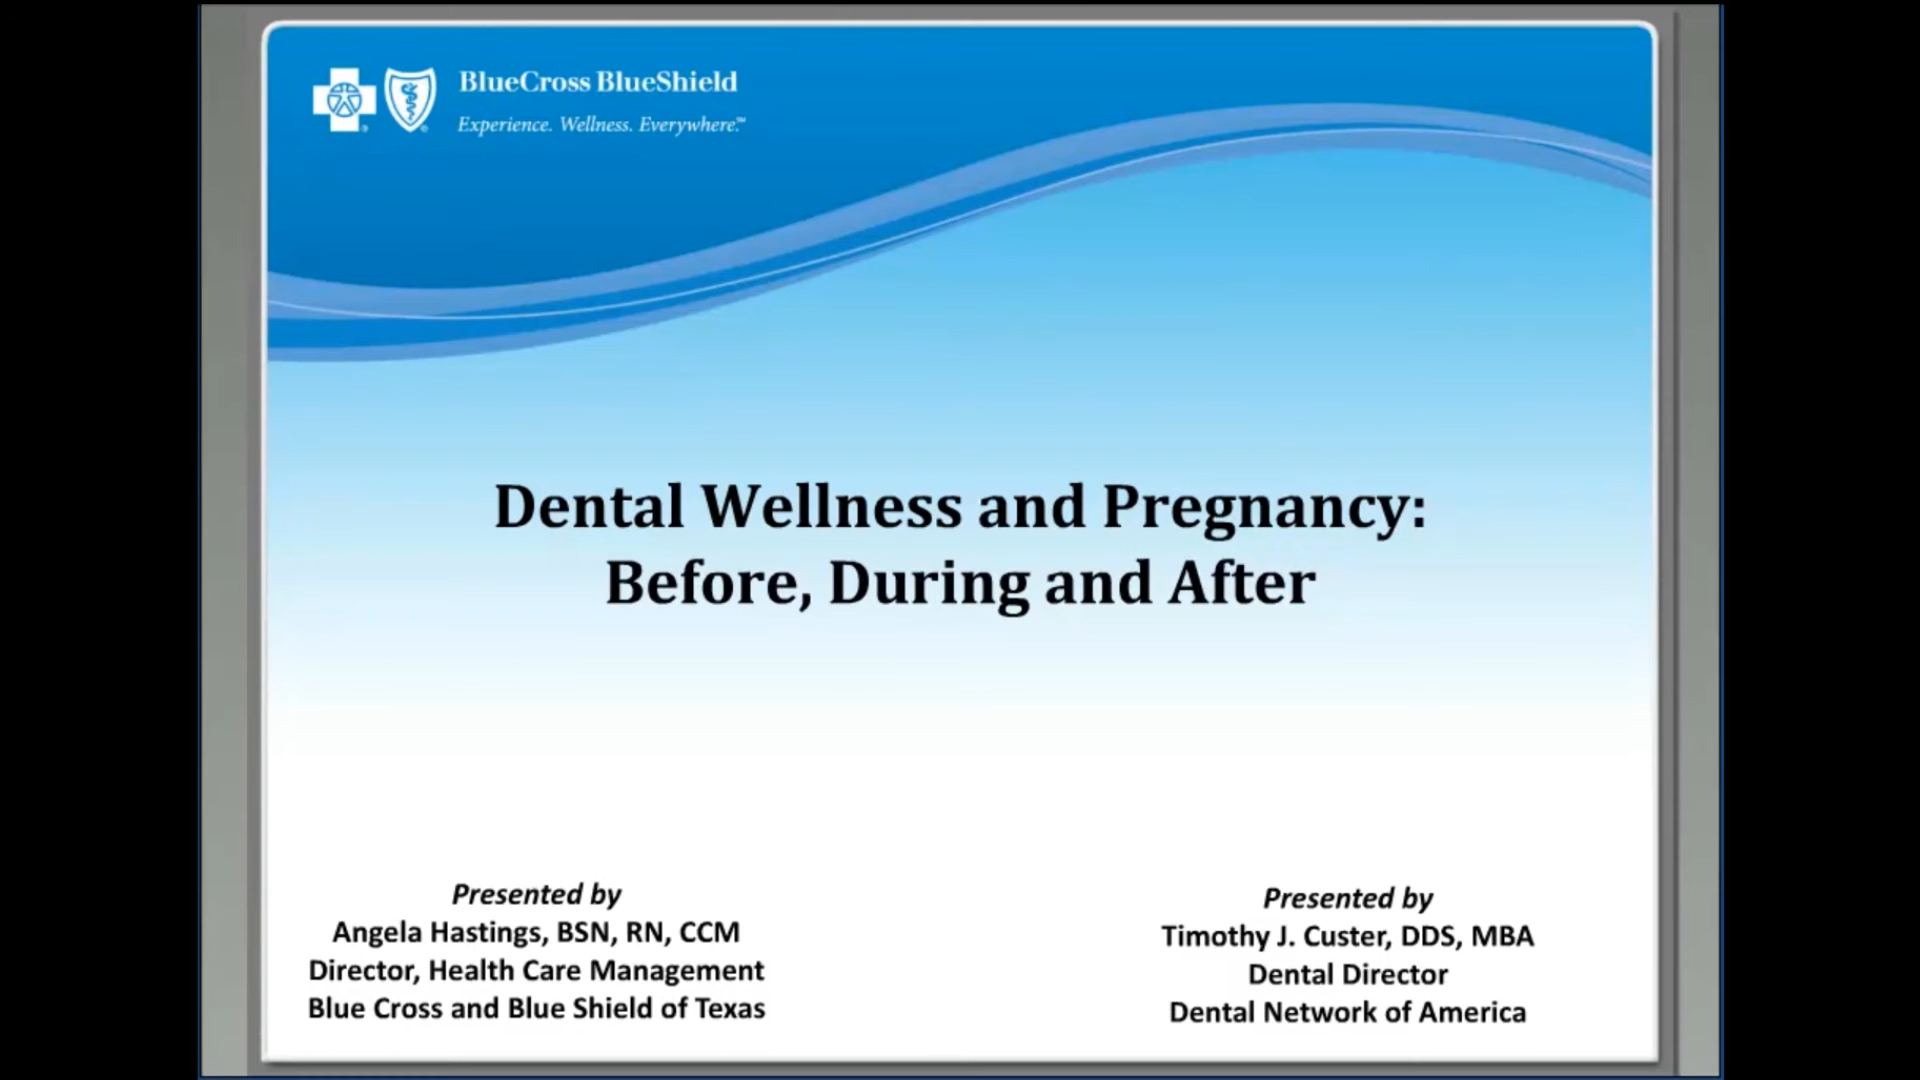 BlueCross BlueShield
Experience. Wellness. Everywhere.℠
Dental Wellness and Pregnancy:
Before, During and After
Presented by
Angela Hastings, BSN, RN, CCM
Director, Health Care Management
Blue Cross and Blue Shield of Texas
Presented by
Timothy J. Custer, DDS, MBA
Dental Director
Dental Network of America